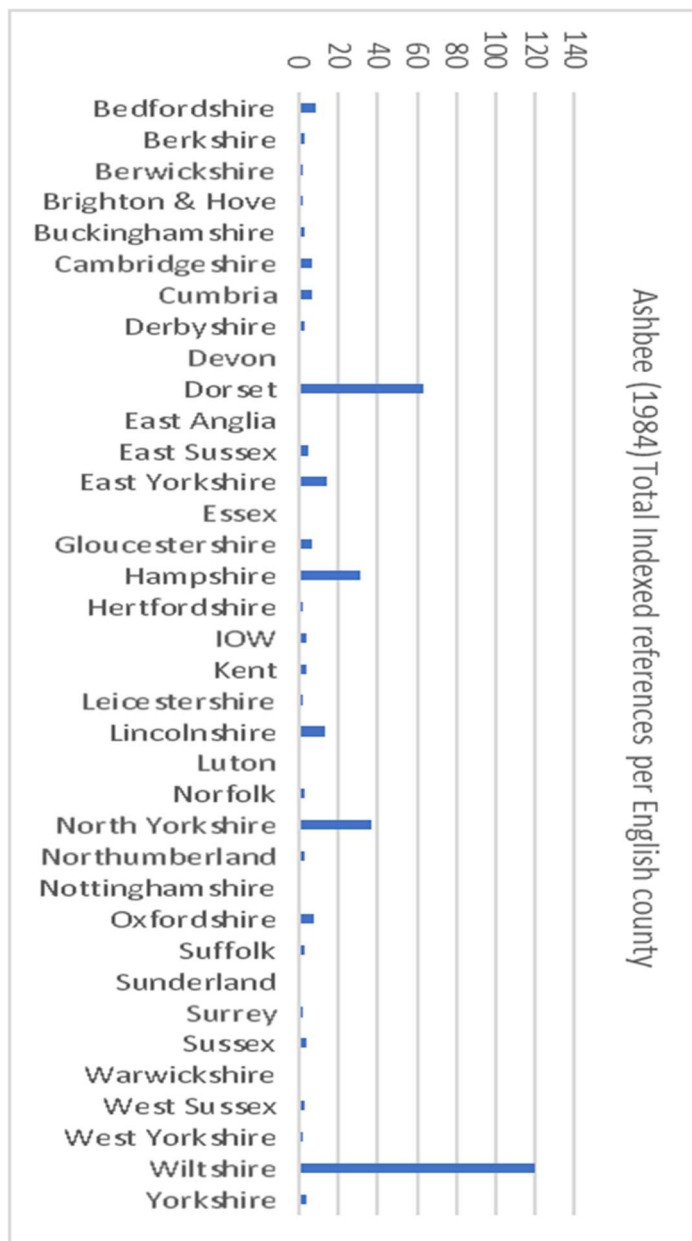 Ashbee (1984) Total Indexed references per English county
0
20
40
60
80
100
120
140
Bedfordshire
Berkshire
Berwickshire
Brighton & Hove
Buckinghamshire
Cambridgeshire
Cumbria
Derbyshire
Devon
Dorset
East Anglia
East Sussex
East Yorkshire
Essex
Gloucestershire
Hampshire
Hertfordshire
IOW
Kent
Leicestershire
Lincolnshire
Luton
Norfolk
North Yorkshire
Northumberland
Nottinghamshire
Oxfordshire
Suffolk
Sunderland
Surrey
Sussex
Warwickshire
West Sussex
West Yorkshire
Wiltshire
Yorkshire